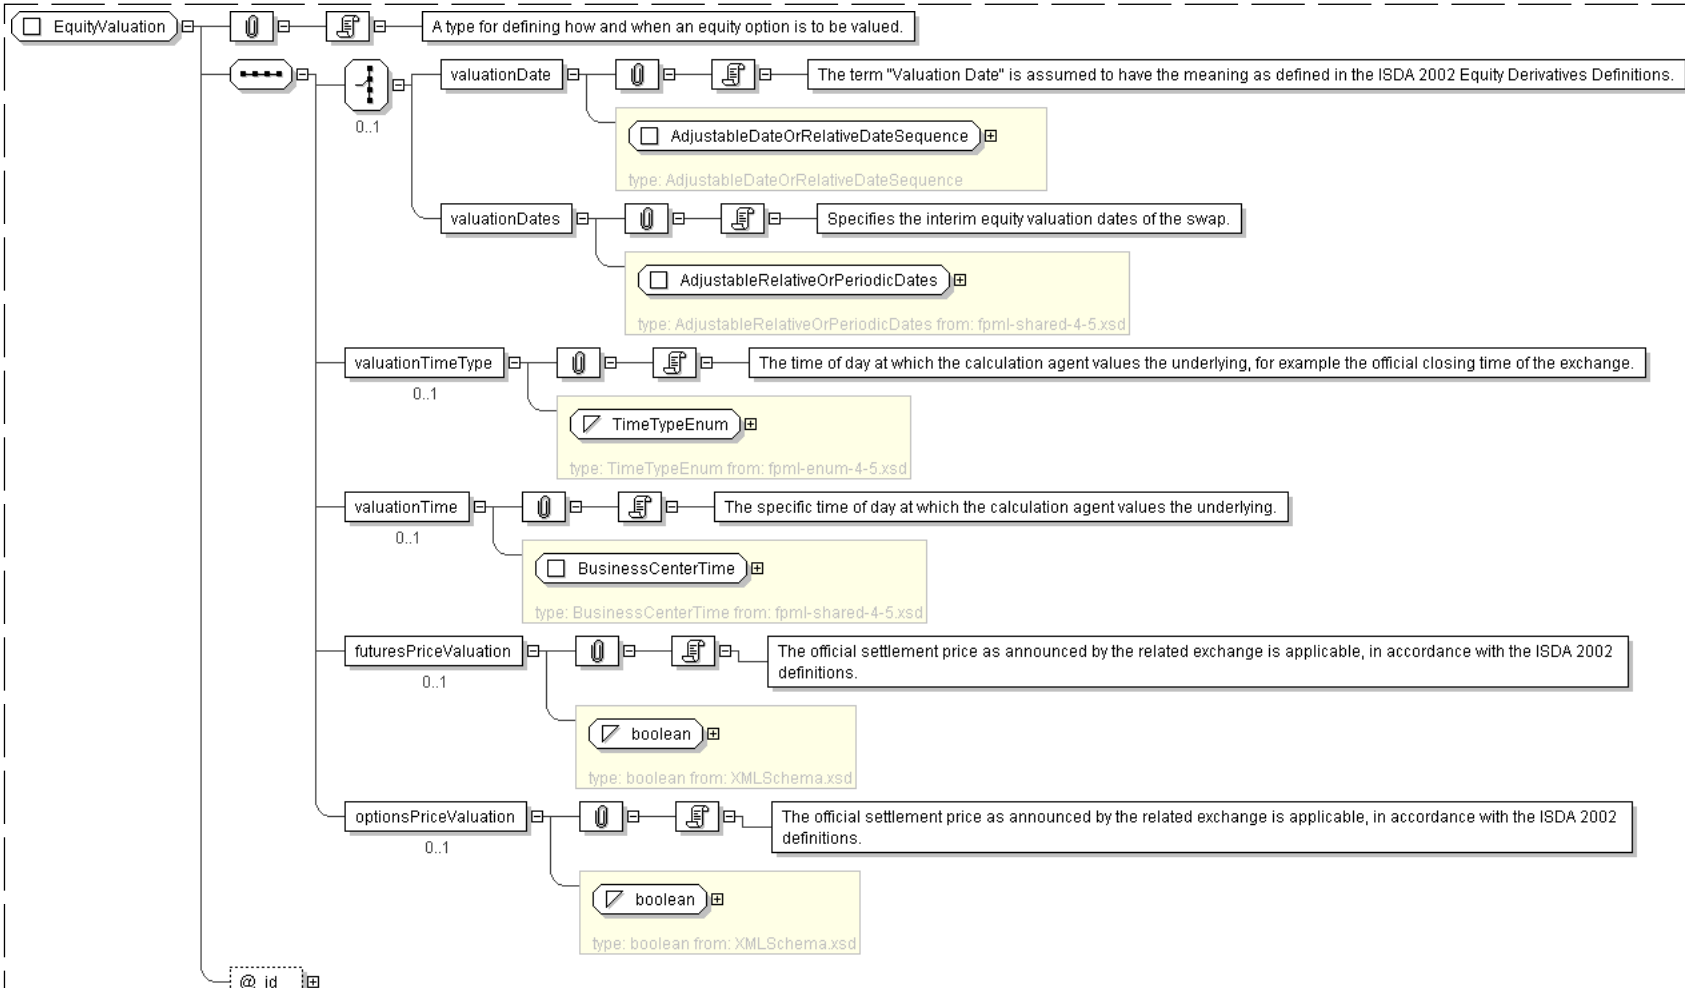 EquityValuation
A type for defining how and when an equity option is to be valued.
0..1
valuationDate
The term "Valuation Date" is assumed to have the meaning as defined in the ISDA 2002 Equity Derivatives Definitions.
AdjustableDateOrRelativeDateSequence
type: AdjustableDateOrRelativeDateSequence
valuationDates
Specifies the interim equity valuation dates of the swap.
AdjustableRelativeOrPeriodicDates
type: AdjustableRelativeOrPeriodicDates from: fpml-shared-4-5.xsd
valuationTimeType
0..1
The time of day at which the calculation agent values the underlying, for example the official closing time of the exchange.
TimeTypeEnum
type: TimeTypeEnum from: fpml-enum-4-5.xsd
valuationTime
0..1
The specific time of day at which the calculation agent values the underlying.
BusinessCenterTime
type: BusinessCenterTime from: fpml-shared-4-5.xsd
futuresPriceValuation
0..1
The official settlement price as announced by the related exchange is applicable, in accordance with the ISDA 2002
definitions.
boolean
type: boolean from: XMLSchema.xsd
optionsPriceValuation
0..1
The official settlement price as announced by the related exchange is applicable, in accordance with the ISDA 2002
definitions.
boolean
type: boolean from: XMLSchema.xsd
@ id